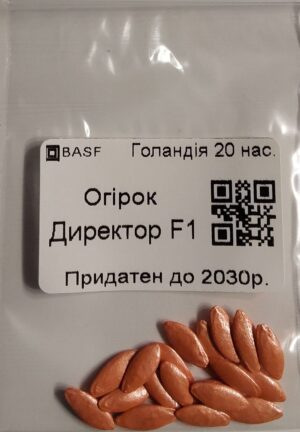 BASF Голандія 20 нас.
Огірок
Директор F1
Придатен до 2030р.